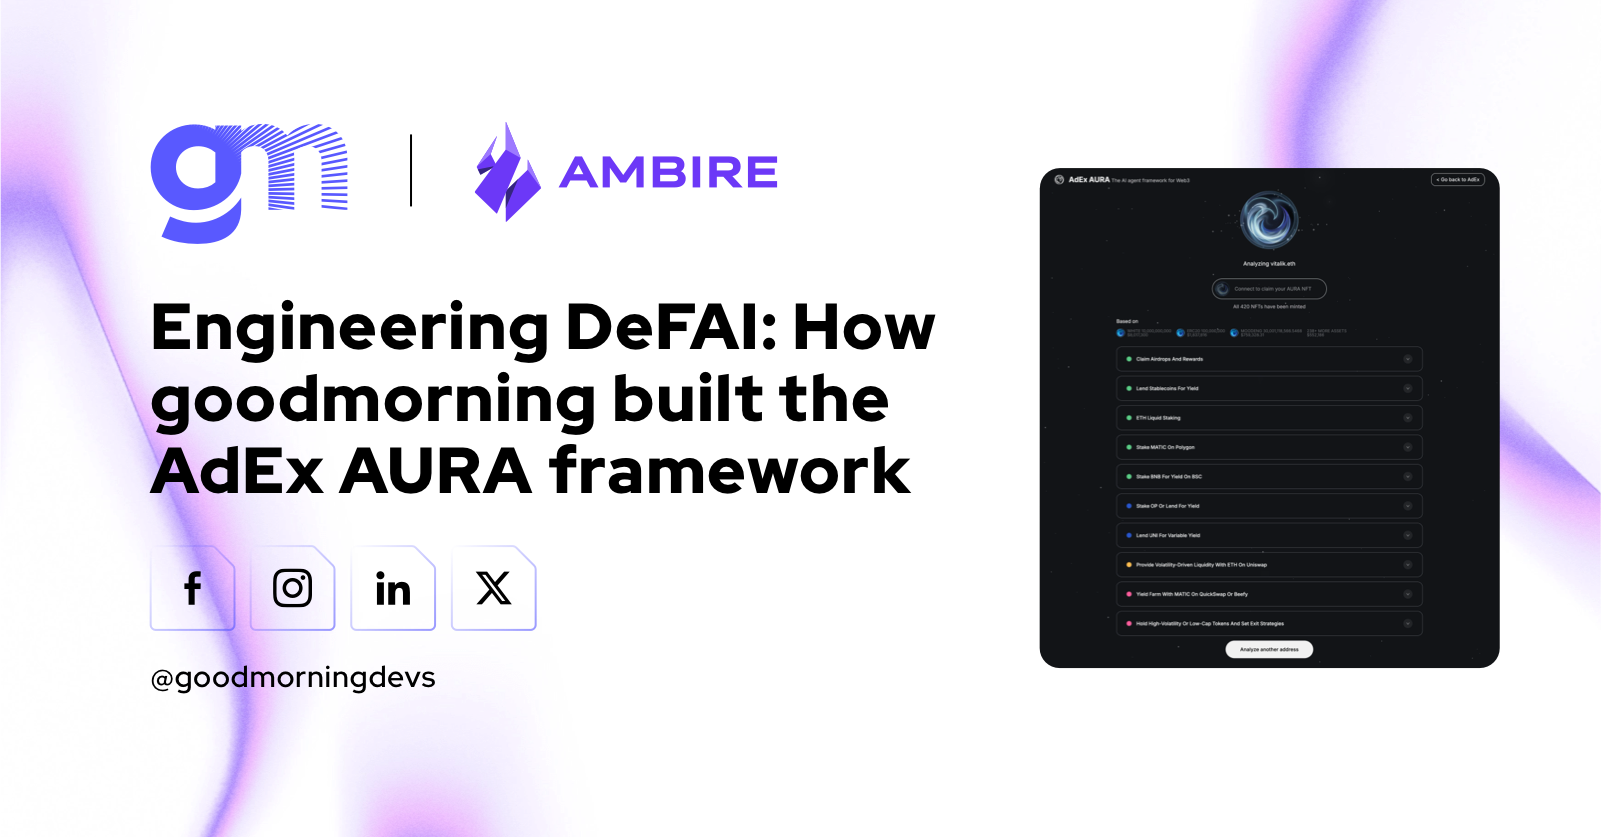 gm
AMBIRE
Engineering DeFAI: How
goodmorning built the
AdEx AURA framework
@goodmorningdevs
AdEx AURA The AI agent framework for Web3
< Go back to AdEx
Analyzing vitalik.eth
Connect to claim your AURA NFT
All 420 NFTs have been minted
Based on
Claim Airdrops And Rewards
Lend Stablecoins For Yield
ETH Liquid Staking
Stake MATIC On Polygon
Stake BNB For Yield On BSC
Stake OP Or Lend For Yield
Lend UNI For Variable Yield
Provide Volatility-Driven Liquidity With ETH On Uniswap
Yield Farm With MATIC On QuickSwap Or Beefy
Hold High-Volatility Or Low-Cap Tokens And Set Exit Strategies
Analyze another address